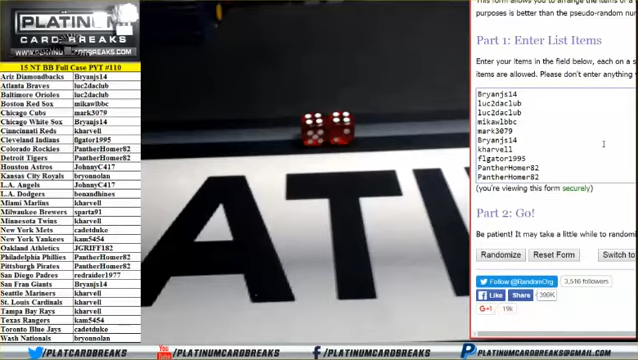 PLATINUM
CARD BREAKS
WWW.PLATINUMCARDBREAKS.COM
15 NT BB Full Case PYT #110
Ariz Diamondbacks Bryanjs14
Atlanta Braves luc2daclub
Baltimore Orioles luc2daclub
Boston Red Sox mikawlbbc
Chicago Cubs mark3079
Chicago White Sox Bryanjs14
Cincinnati Reds kharvell
Cleveland Indians flgator1995
Colorado Rockies PantherHomer82
Detroit Tigers PantherHomer82
Houston Astros JohnnyC417
Kansas City Royals bryonnolan
L.A. Angels JohnnyC417
L.A. Dodgers benandhines
Miami Marlins kharvell
Milwaukee Brewers sparta91
Minnesota Twins kharvell
New York Mets cadetduke
New York Yankees kam5454
Oakland Athletics JGRIFF182
Philadelphia Phillies PantherHomer82
Pittsburgh Pirates PantherHomer82
San Diego Padres redraider1977
San Fran Giants Bryanjs14
Seattle Mariners kharvell
St. Louis Cardinals kharvell
Tampa Bay Rays kharvell
Texas Rangers kam5454
Toronto Blue Jays cadetduke
Wash Nationals bryonnolan
ATI
This form allows you to arrange the items of a
purposes is better than the pseudo-random nu
Part 1: Enter List Items
Enter your items in the field below, each on a s
items are allowed. Please don't enter anything
Bryanjs14
luc2daclub
luc2daclub
mikawlbbc
mark3079
Bryanjs14
kharvell
flgator1995
PantherHomer82
PantherHomer82
(you're viewing this form securely)
Part 2: Go!
Be patient! It may take a little while to random
Randomize Reset Form Switch to
Follow @RandomOrg 3,516 followers
Like Share 396K
G+1 19k
/PLATCARDBREAKS
You Tube /PLATINUMCARDBREAKS
PLATINUMCARDBREAKS@GMAIL.COM